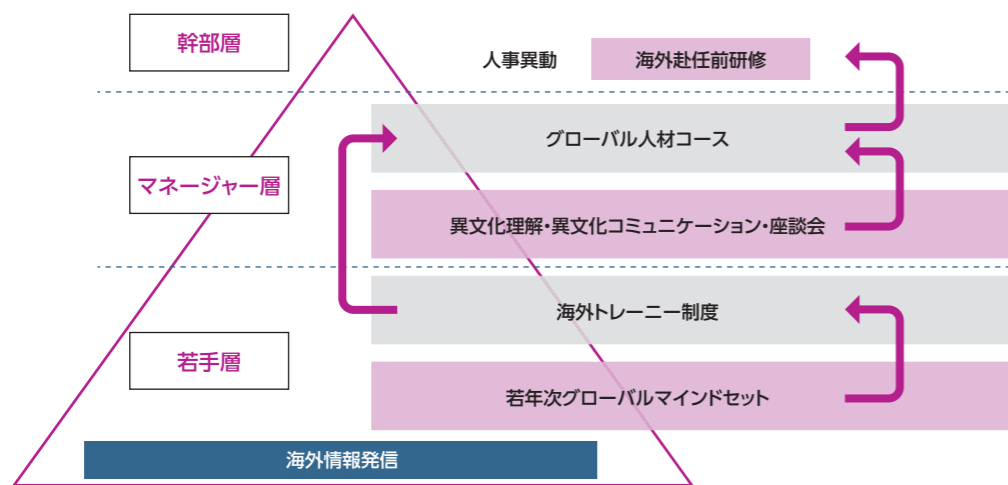 幹部層
人事異動
海外赴任前研修
グローバル人材コース
マネージャー層
異文化理解・異文化コミュニケーション・座談会
海外トレーニー制度
若手層
若年次グローバルマインドセット
海外情報発信